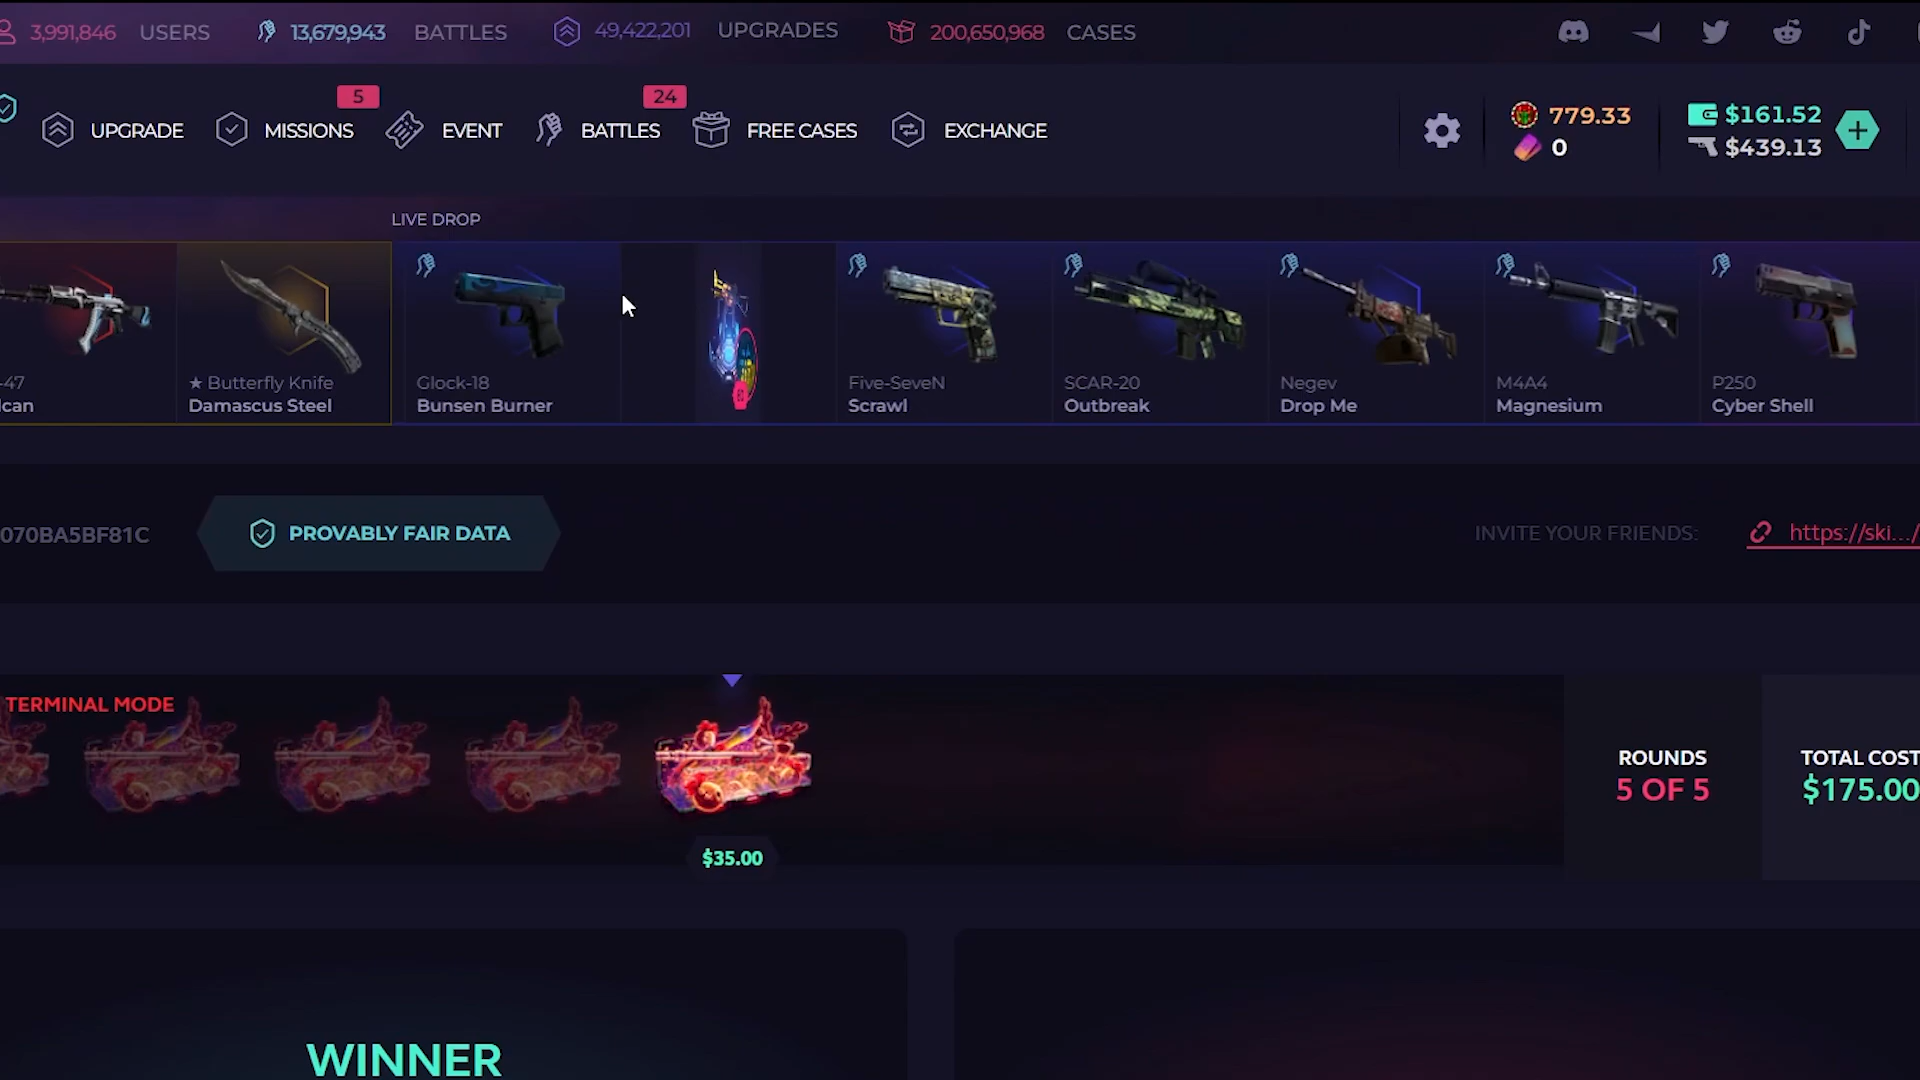 3,991,846 USERS 13,679,943 BATTLES 49,422,201 UPGRADES 200,650,968 CASES
5
24
UPGRADE MISSIONS EVENT BATTLES FREE CASES EXCHANGE
779.33 $161.52
0 $439.13
LIVE DROP
-47 ★ Butterfly Knife Glock-18 Five-SeveN SCAR-20 Negev M4A4 P250
lcan Damascus Steel Bunsen Burner Scrawl Outbreak Drop Me Magnesium Cyber Shell
070BA5BF81C PROVABLY FAIR DATA INVITE YOUR FRIENDS: https://ski.../
TERMINAL MODE
ROUNDS TOTAL COST
5 OF 5 $175.00
$35.00
WINNER